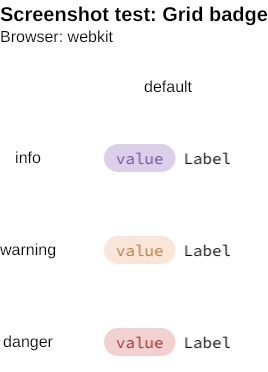 Screenshot test: Grid badge
Browser: webkit
default
info value Label
warning value Label
danger value Label